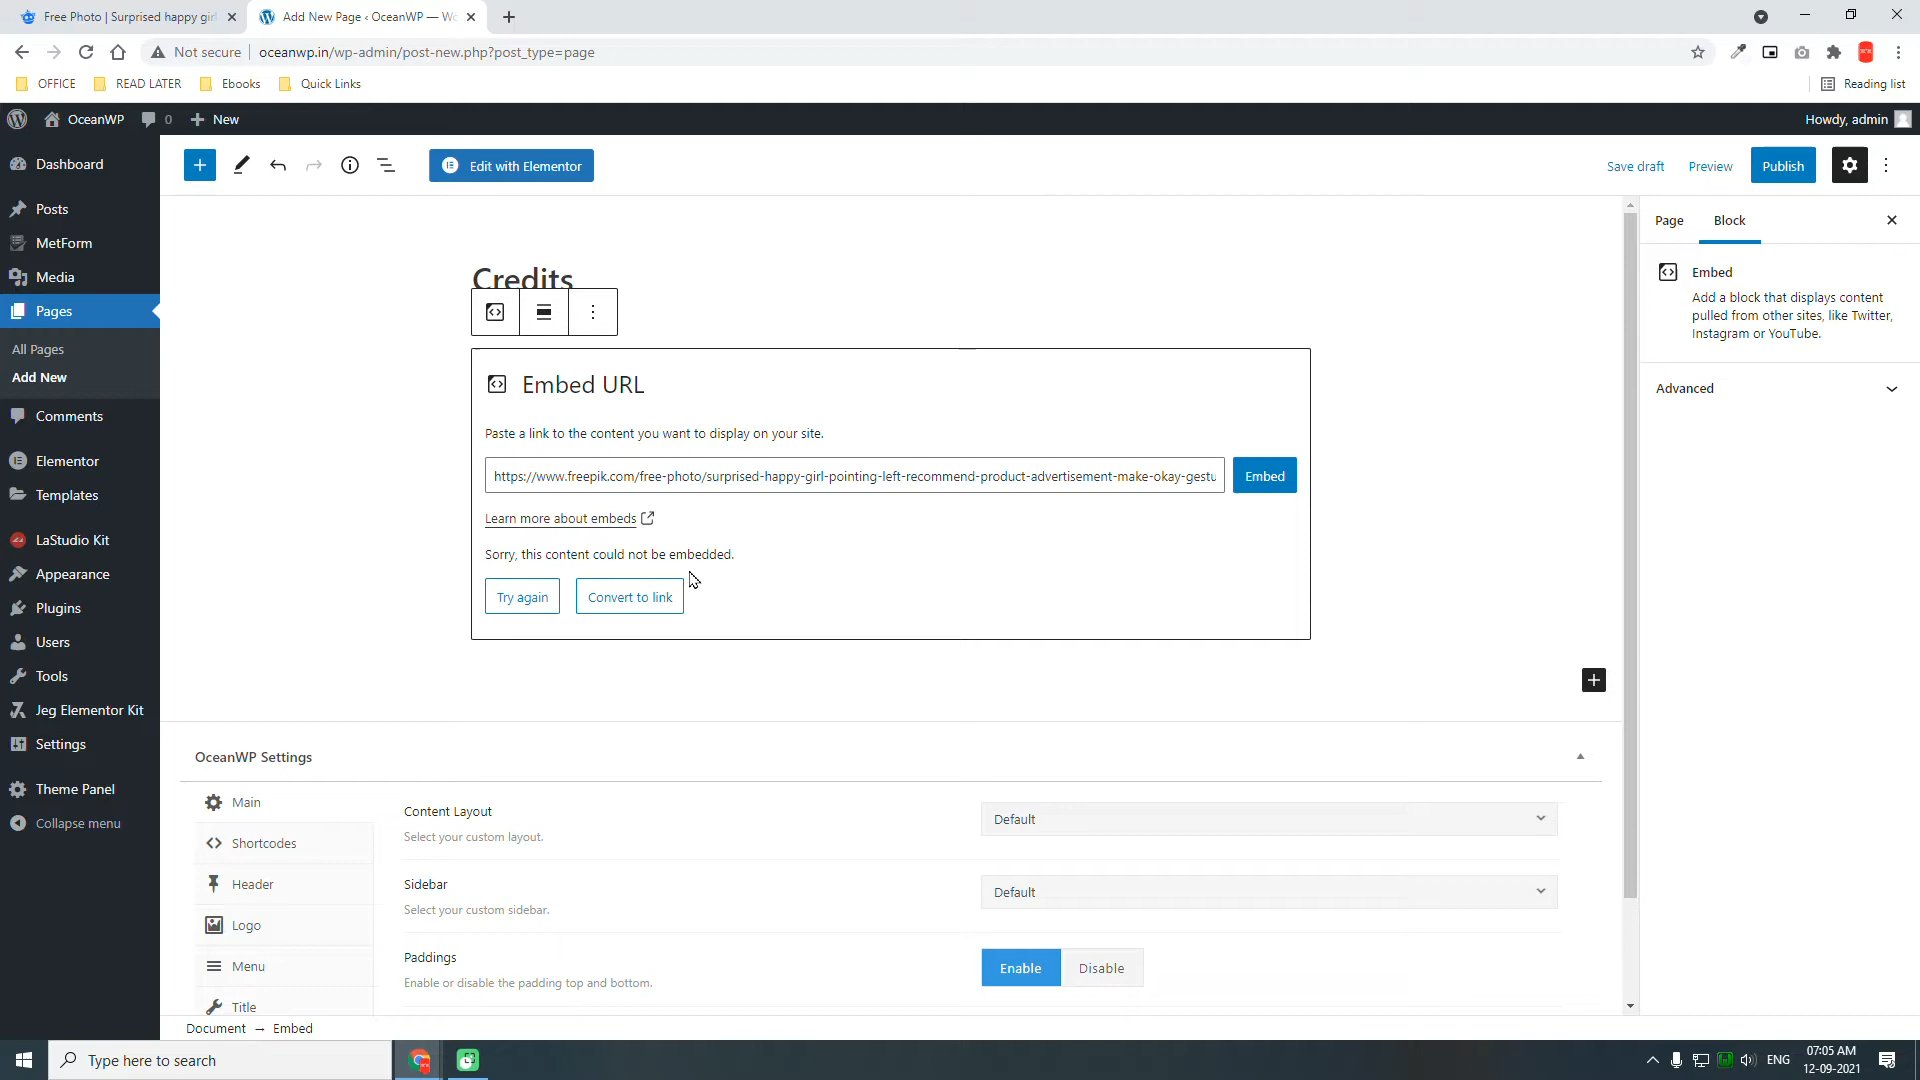 Free Photo | Surprised happy girl
Add New Page ‹ OceanWP — Wo
Not secure
oceanwp.in/wp-admin/post-new.php?post_type=page
OFFICE
READ LATER
Ebooks
Quick Links
Reading list
OceanWP
0
New
Howdy, admin
Dashboard
Posts
MetForm
Media
Pages
All Pages
Add New
Comments
Elementor
Templates
LaStudio Kit
Appearance
Plugins
Users
Tools
Jeg Elementor Kit
Settings
Theme Panel
Collapse menu
Edit with Elementor
Save draft
Preview
Publish
Credits
Embed URL
Paste a link to the content you want to display on your site.
https://www.freepik.com/free-photo/surprised-happy-girl-pointing-left-recommend-product-advertisement-make-okay-gestu
Embed
Learn more about embeds
Sorry, this content could not be embedded.
Try again
Convert to link
Page
Block
Embed
Add a block that displays content
pulled from other sites, like Twitter,
Instagram or YouTube.
Advanced
OceanWP Settings
Main
Shortcodes
Header
Logo
Menu
Title
Content Layout
Select your custom layout.
Default
Sidebar
Select your custom sidebar.
Default
Paddings
Enable or disable the padding top and bottom.
Enable
Disable
Document → Embed
Type here to search
ENG
07:05 AM
12-09-2021